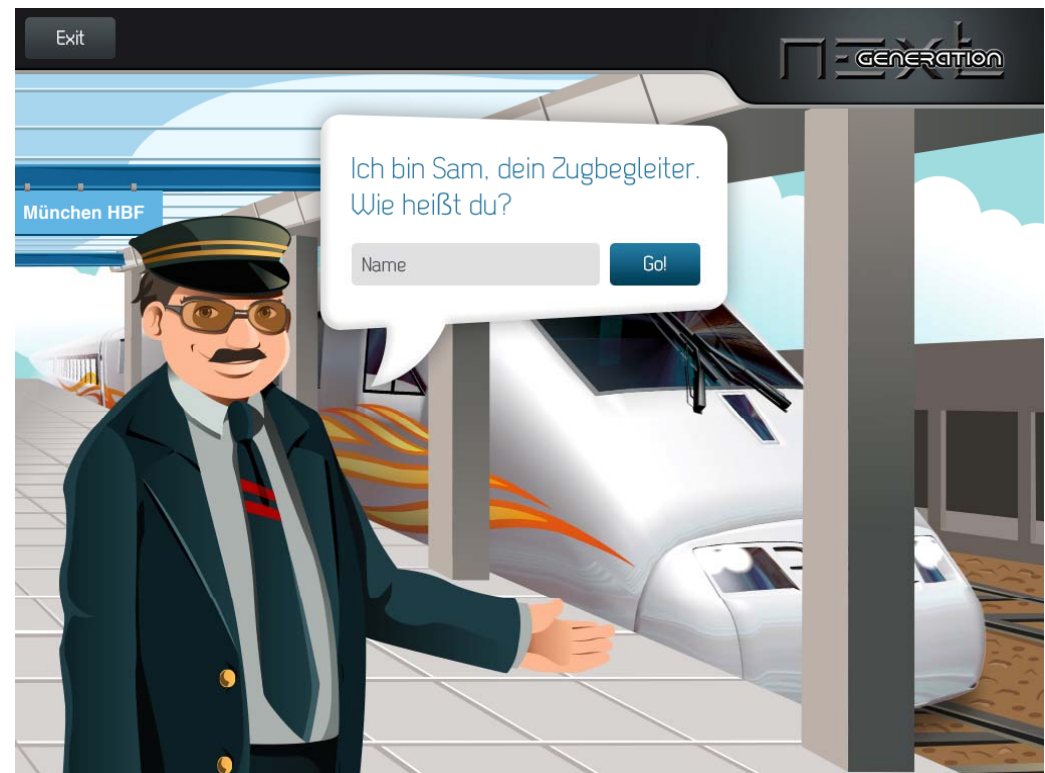 Exit
nExt
GENERATION
Ich bin Sam, dein Zugbegleiter.
Wie heißt du?
Name
Go!
München HBF